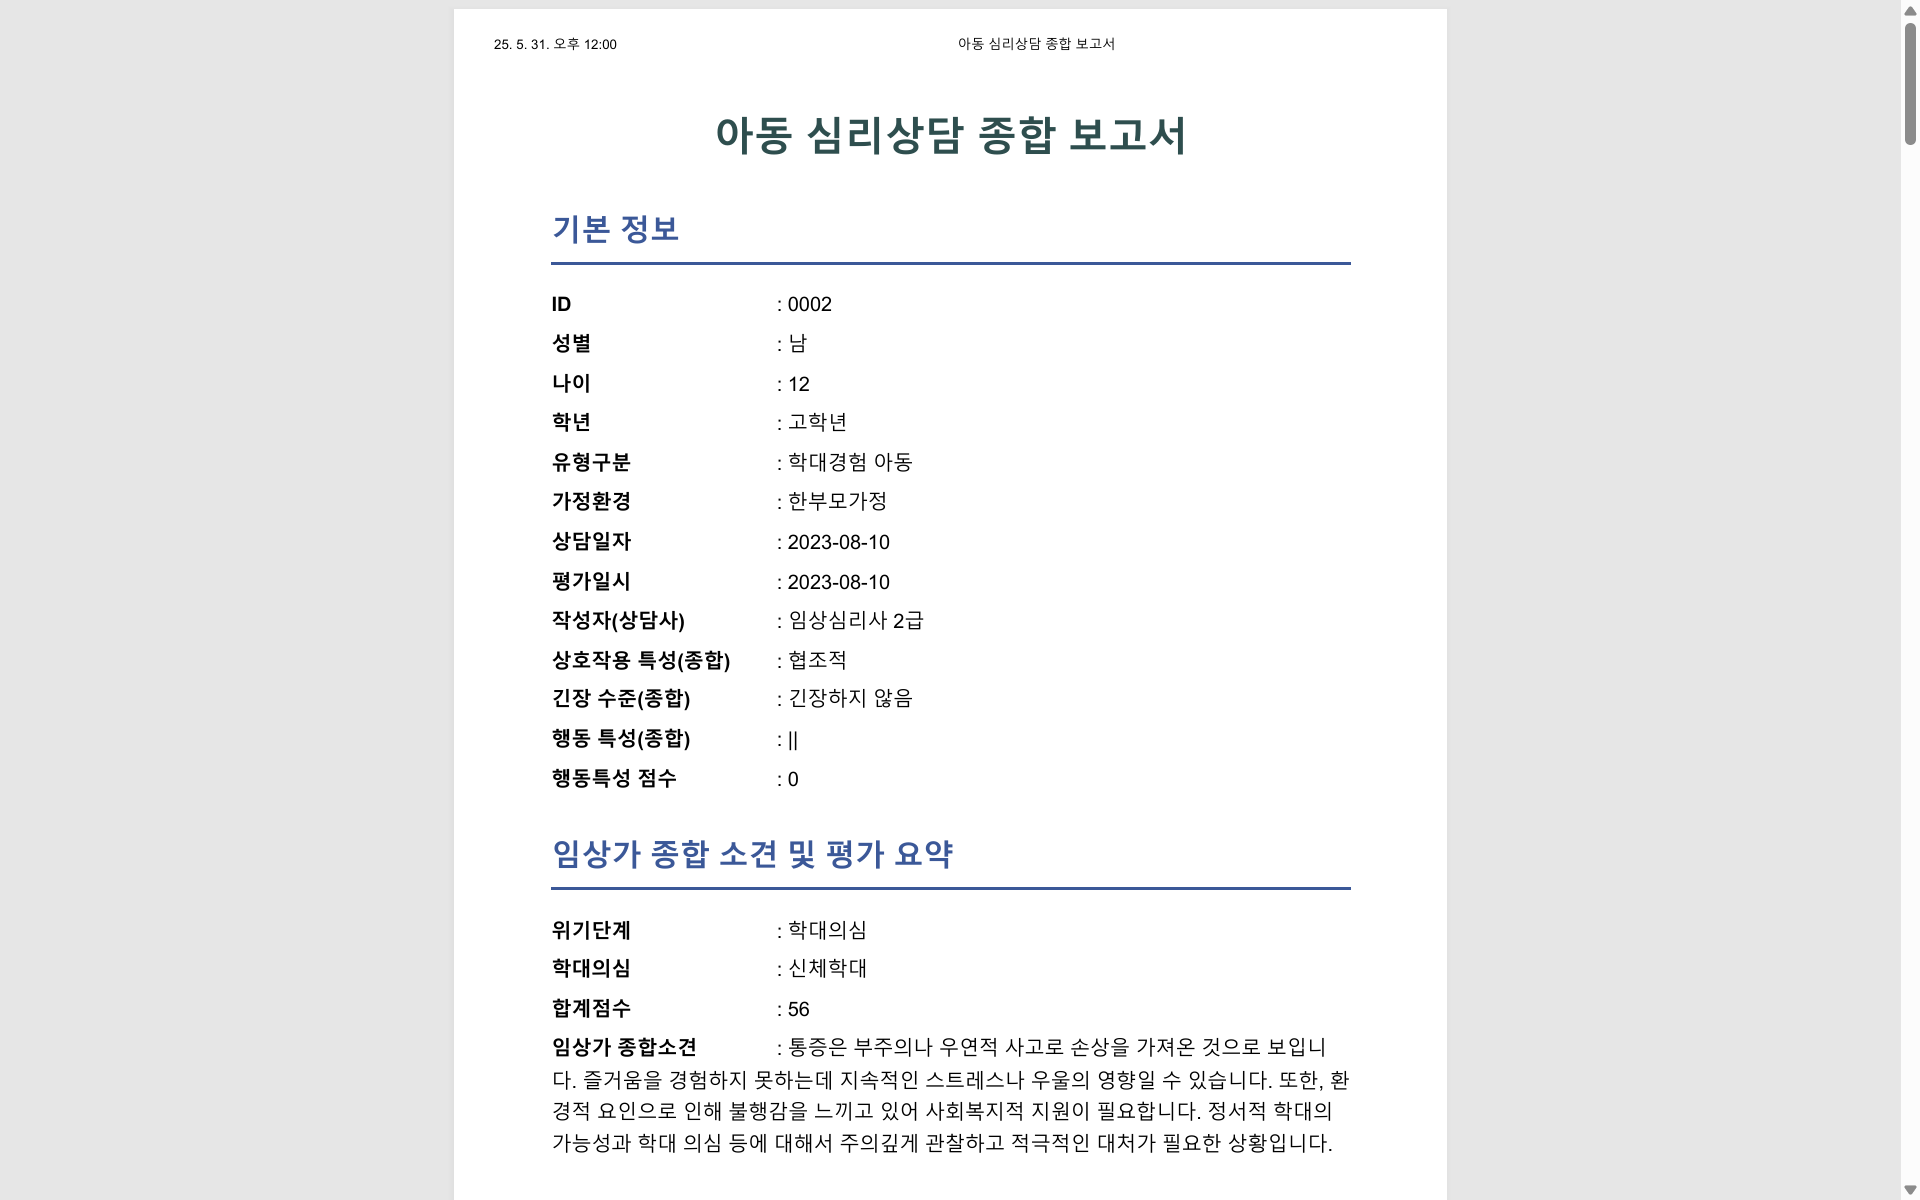 25. 5. 31. 오후 12:00 아동 심리상담 종합 보고서
아동 심리상담 종합 보고서
기본 정보
ID : 0002
성별 : 남
나이 : 12
학년 : 고학년
유형구분 : 학대경험 아동
가정환경 : 한부모가정
상담일자 : 2023-08-10
평가일시 : 2023-08-10
작성자(상담사) : 임상심리사 2급
상호작용 특성(종합) : 협조적
긴장 수준(종합) : 긴장하지 않음
행동 특성(종합) : ||
행동특성 점수 : 0
임상가 종합 소견 및 평가 요약
위기단계 : 학대의심
학대의심 : 신체학대
합계점수 : 56
임상가 종합소견 : 통증은 부주의나 우연적 사고로 손상을 가져온 것으로 보입니
다. 즐거움을 경험하지 못하는데 지속적인 스트레스나 우울의 영향일 수 있습니다. 또한, 환
경적 요인으로 인해 불행감을 느끼고 있어 사회복지적 지원이 필요합니다. 정서적 학대의
가능성과 학대 의심 등에 대해서 주의깊게 관찰하고 적극적인 대처가 필요한 상황입니다.